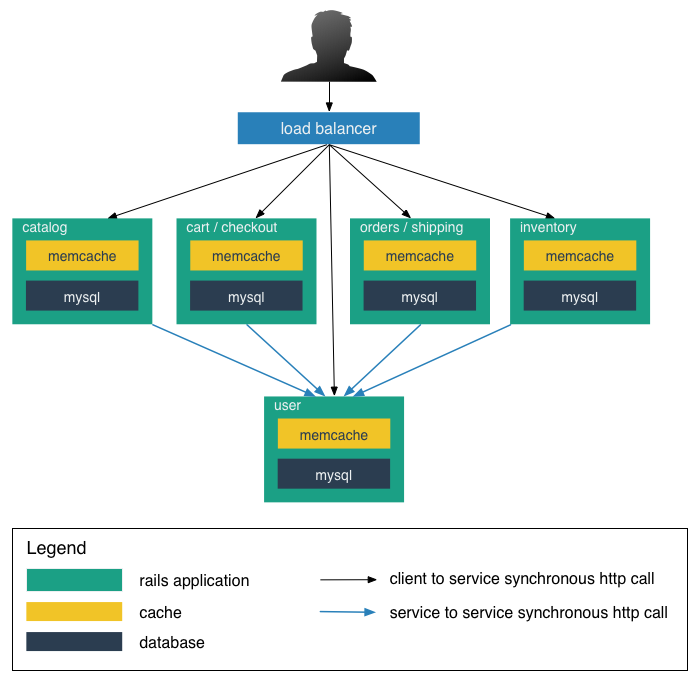 load balancer
catalog
cart / checkout
orders / shipping
inventory
memcache
memcache
memcache
memcache
mysql
mysql
mysql
mysql
user
memcache
mysql
Legend
rails application
client to service synchronous http call
cache
service to service synchronous http call
database